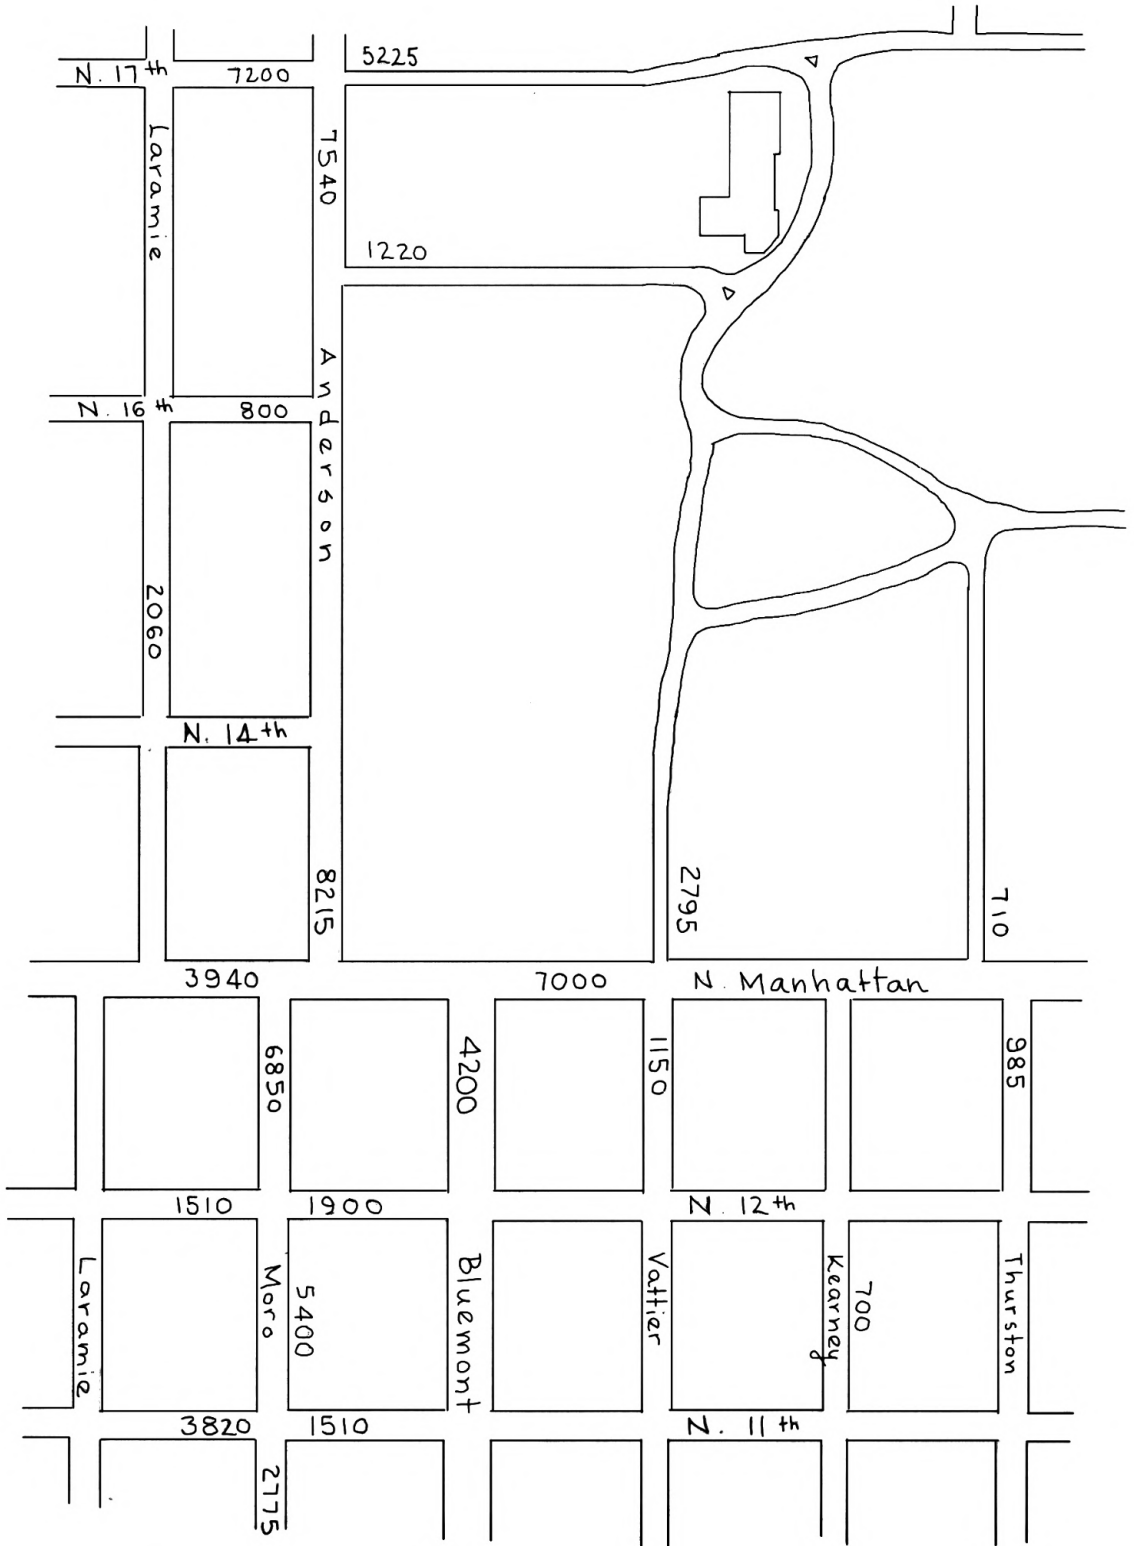 5225
N. 17th
7200
Laramie
7540
1220
Anderson
N. 16th
800
2060
N. 14th
8215
2795
710
3940
7000
N. Manhattan
6850
4200
1150
985
1510
1900
N. 12th
Laramie
Moro
5400
Bluemont
Vattier
Kearney
700
Thurston
3820
1510
N. 11th
2775